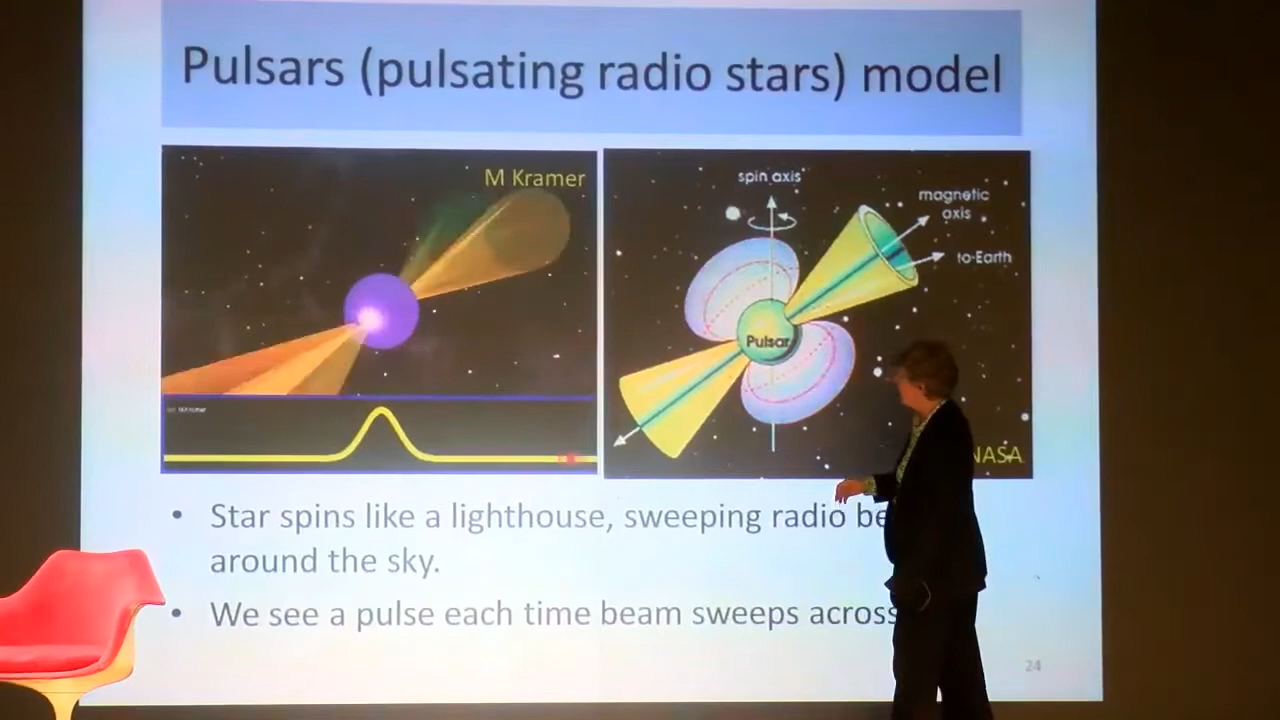 Pulsars (pulsating radio stars) model
M Kramer
spin axis
magnetic
axis
to Earth
Pulsar
NASA
• Star spins like a lighthouse, sweeping radio
around the sky.
• We see a pulse each time beam sweeps across
24